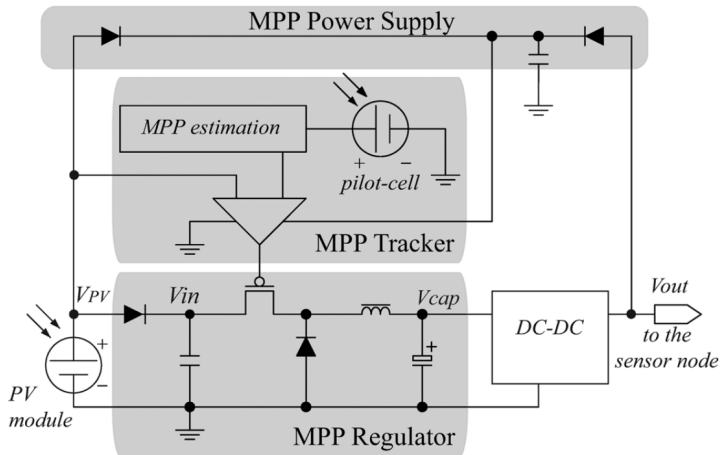 MPP Power Supply
MPP estimation
+ −
pilot-cell
MPP Tracker
VPV
Vin
Vcap
DC-DC
Vout
to the
sensor node
+
+
−
PV
module
MPP Regulator